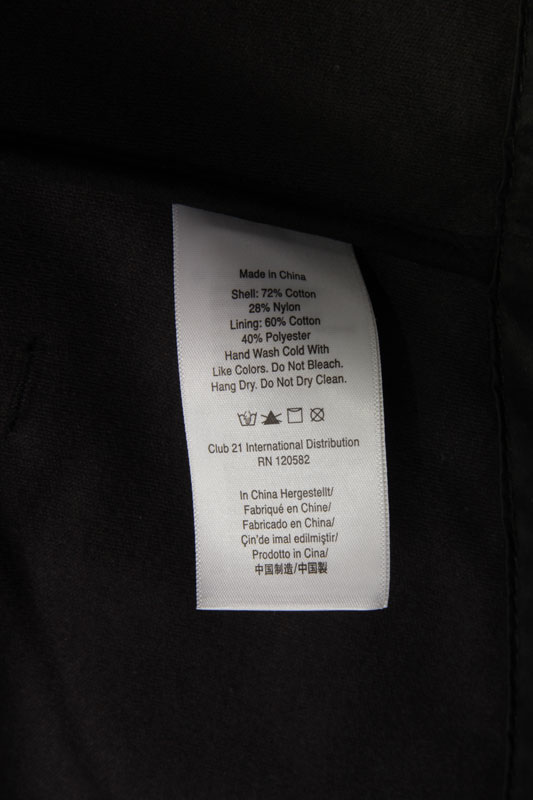 Made in China
Shell: 72% Cotton
28% Nylon
Lining: 60% Cotton
40% Polyester
Hand Wash Cold With
Like Colors. Do Not Bleach.
Hang Dry. Do Not Dry Clean.
Club 21 International Distribution
RN 120582
In China Hergestellt/
Fabriqué en Chine/
Fabricado en China/
Çin'de imal edilmiştir/
Prodotto in Cina/
中国制造/中国製